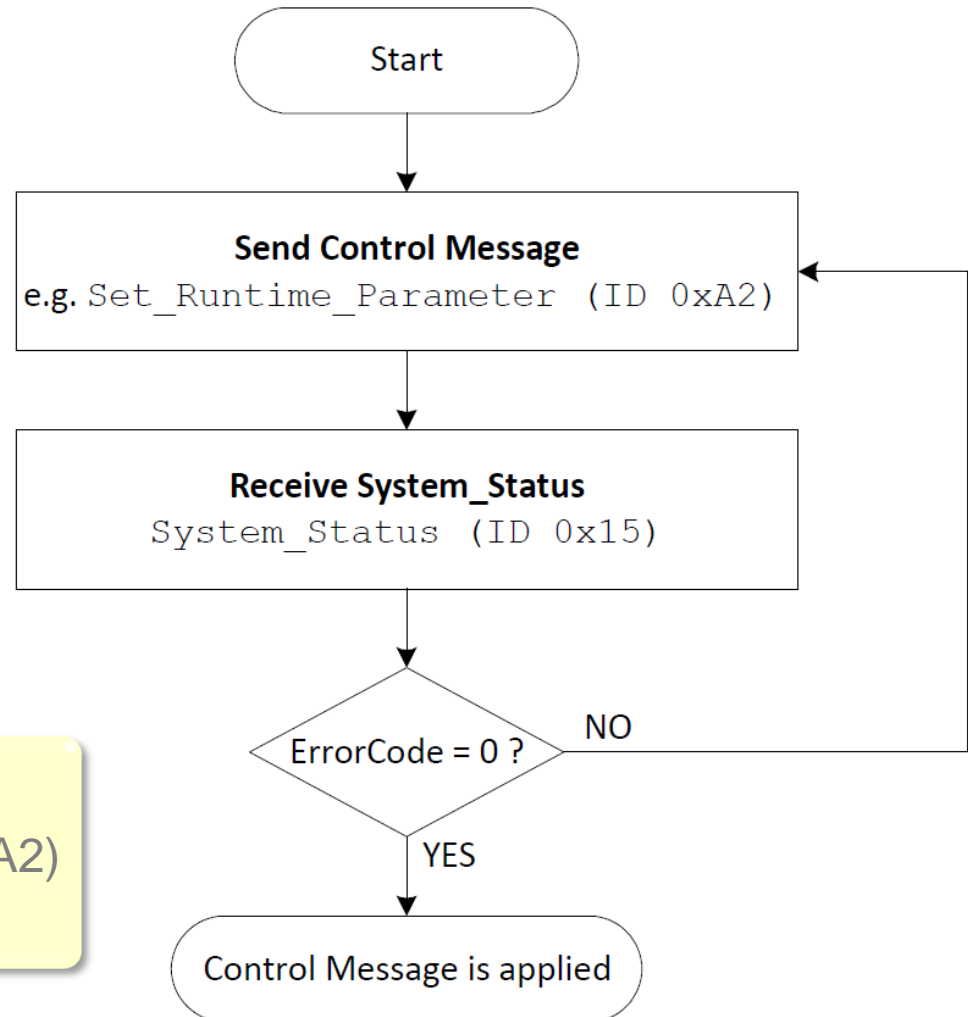 Start
Send Control Message
e.g. Set_Runtime_Parameter (ID 0xA2)
Receive System_Status
System_Status (ID 0x15)
ErrorCode = 0 ?
NO
A2)
YES
Control Message is applied